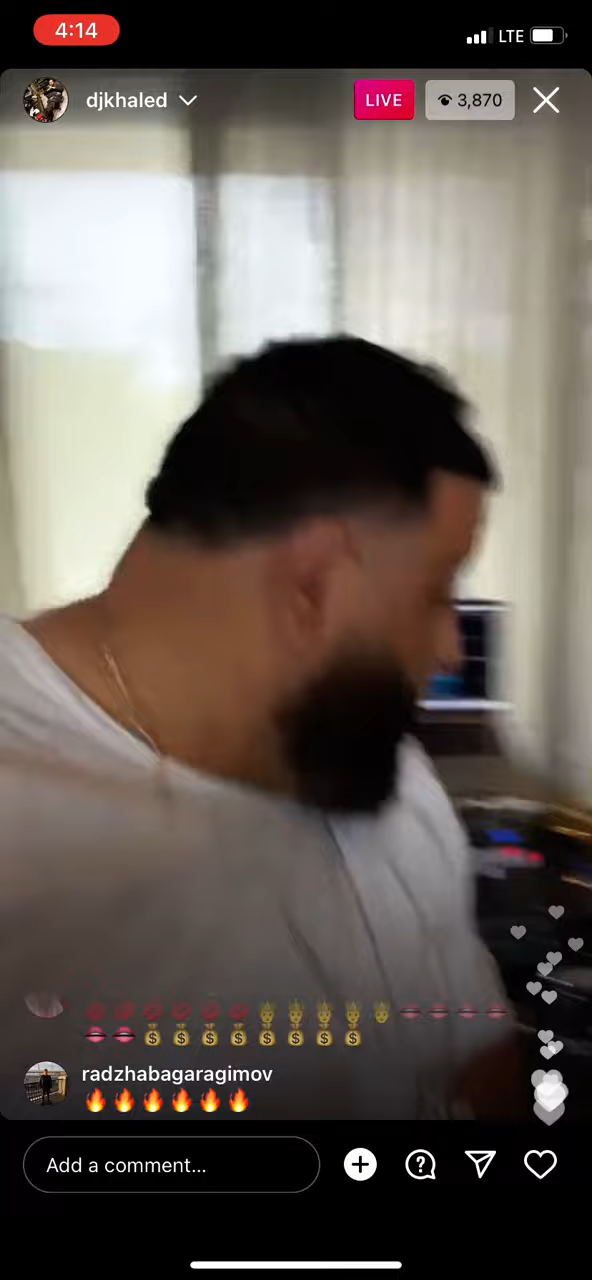 4:14
LTE
djkhaled
LIVE
3,870
radzhabagaragimov
Add a comment...